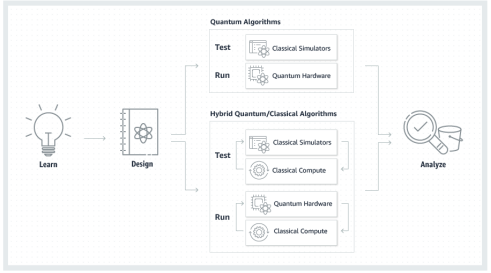 Quantum Algorithms
Test
Classical Simulators
Run
Quantum Hardware
Learn
Design
Hybrid Quantum/Classical Algorithms
Test
Classical Simulators
Classical Compute
Run
Quantum Hardware
Classical Compute
Analyze